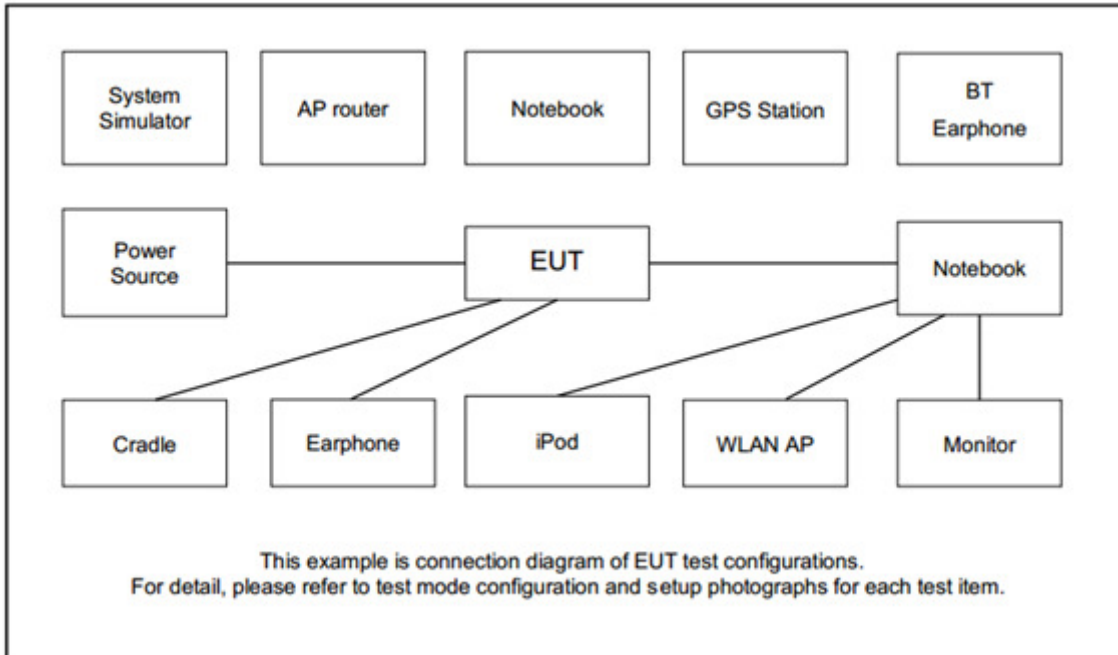 System
Simulator
AP router
Notebook
GPS Station
BT
Earphone
Power
Source
EUT
Notebook
Cradle
Earphone
iPod
WLAN AP
Monitor
This example is connection diagram of EUT test configurations.
For detail, please refer to test mode configuration and setup photographs for each test item.